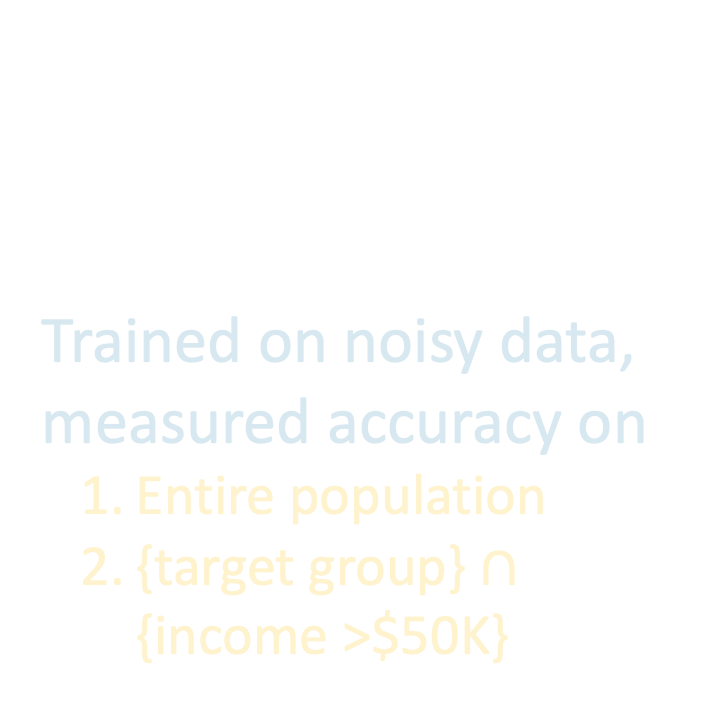 Trained on noisy data,
measured accuracy on
1. Entire population
2. {target group} ∩
{income >$50K}